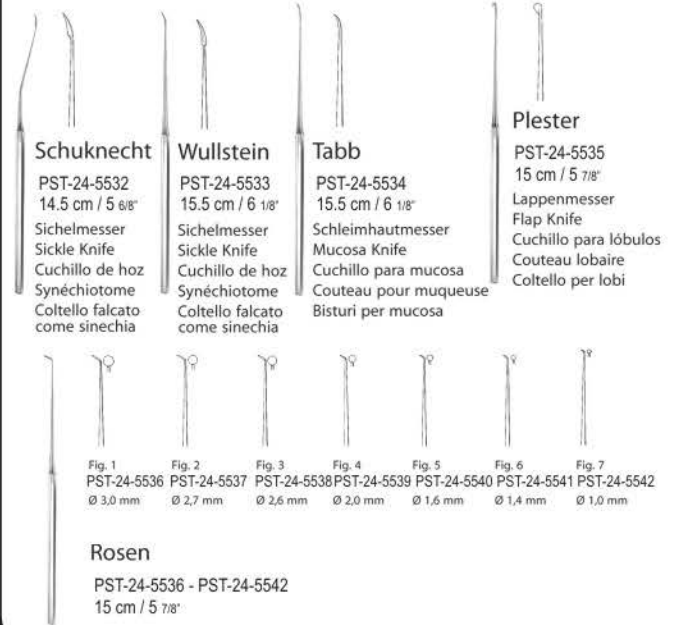 Schuknecht
PST-24-5532
14.5 cm / 5 6/8"
Sichelmesser
Sickle Knife
Cuchillo de hoz
Synéchiotome
Coltello falcato
come sinechia
Wullstein
PST-24-5533
15.5 cm / 6 1/8"
Sichelmesser
Sickle Knife
Cuchillo de hoz
Synéchiotome
Coltello falcato
come sinechia
Tabb
PST-24-5534
15.5 cm / 6 1/8"
Schleimhautmesser
Mucosa Knife
Cuchillo para mucosa
Couteau pour muqueuse
Bisturi per mucosa
Plester
PST-24-5535
15 cm / 5 7/8"
Lappenmesser
Flap Knife
Cuchillo para lóbulos
Couteau lobaire
Coltello per lobi
Fig. 1
PST-24-5536
Ø 3,0 mm
Fig. 2
PST-24-5537
Ø 2,7 mm
Fig. 3
PST-24-5538
Ø 2,6 mm
Fig. 4
PST-24-5539
Ø 2,0 mm
Fig. 5
PST-24-5540
Ø 1,6 mm
Fig. 6
PST-24-5541
Ø 1,4 mm
Fig. 7
PST-24-5542
Ø 1,0 mm
Rosen
PST-24-5536 - PST-24-5542
15 cm / 5 7/8"